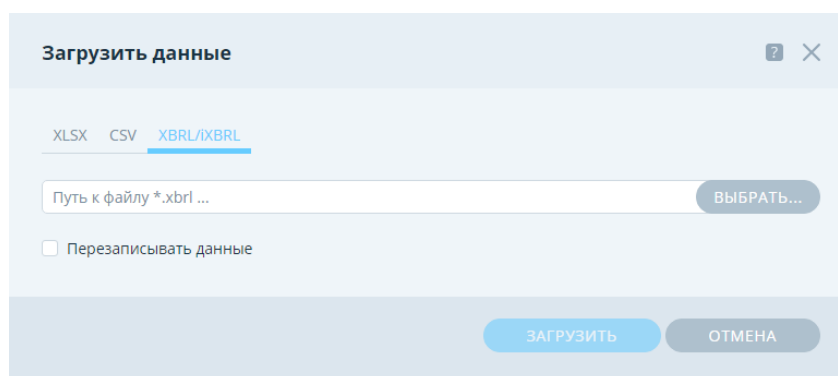 Загрузить данные ?
XLSX CSV XBRL/iXBRL
Путь к файлу *.xbrl ... ВЫБРАТЬ...
Перезаписывать данные
ЗАГРУЗИТЬ ОТМЕНА